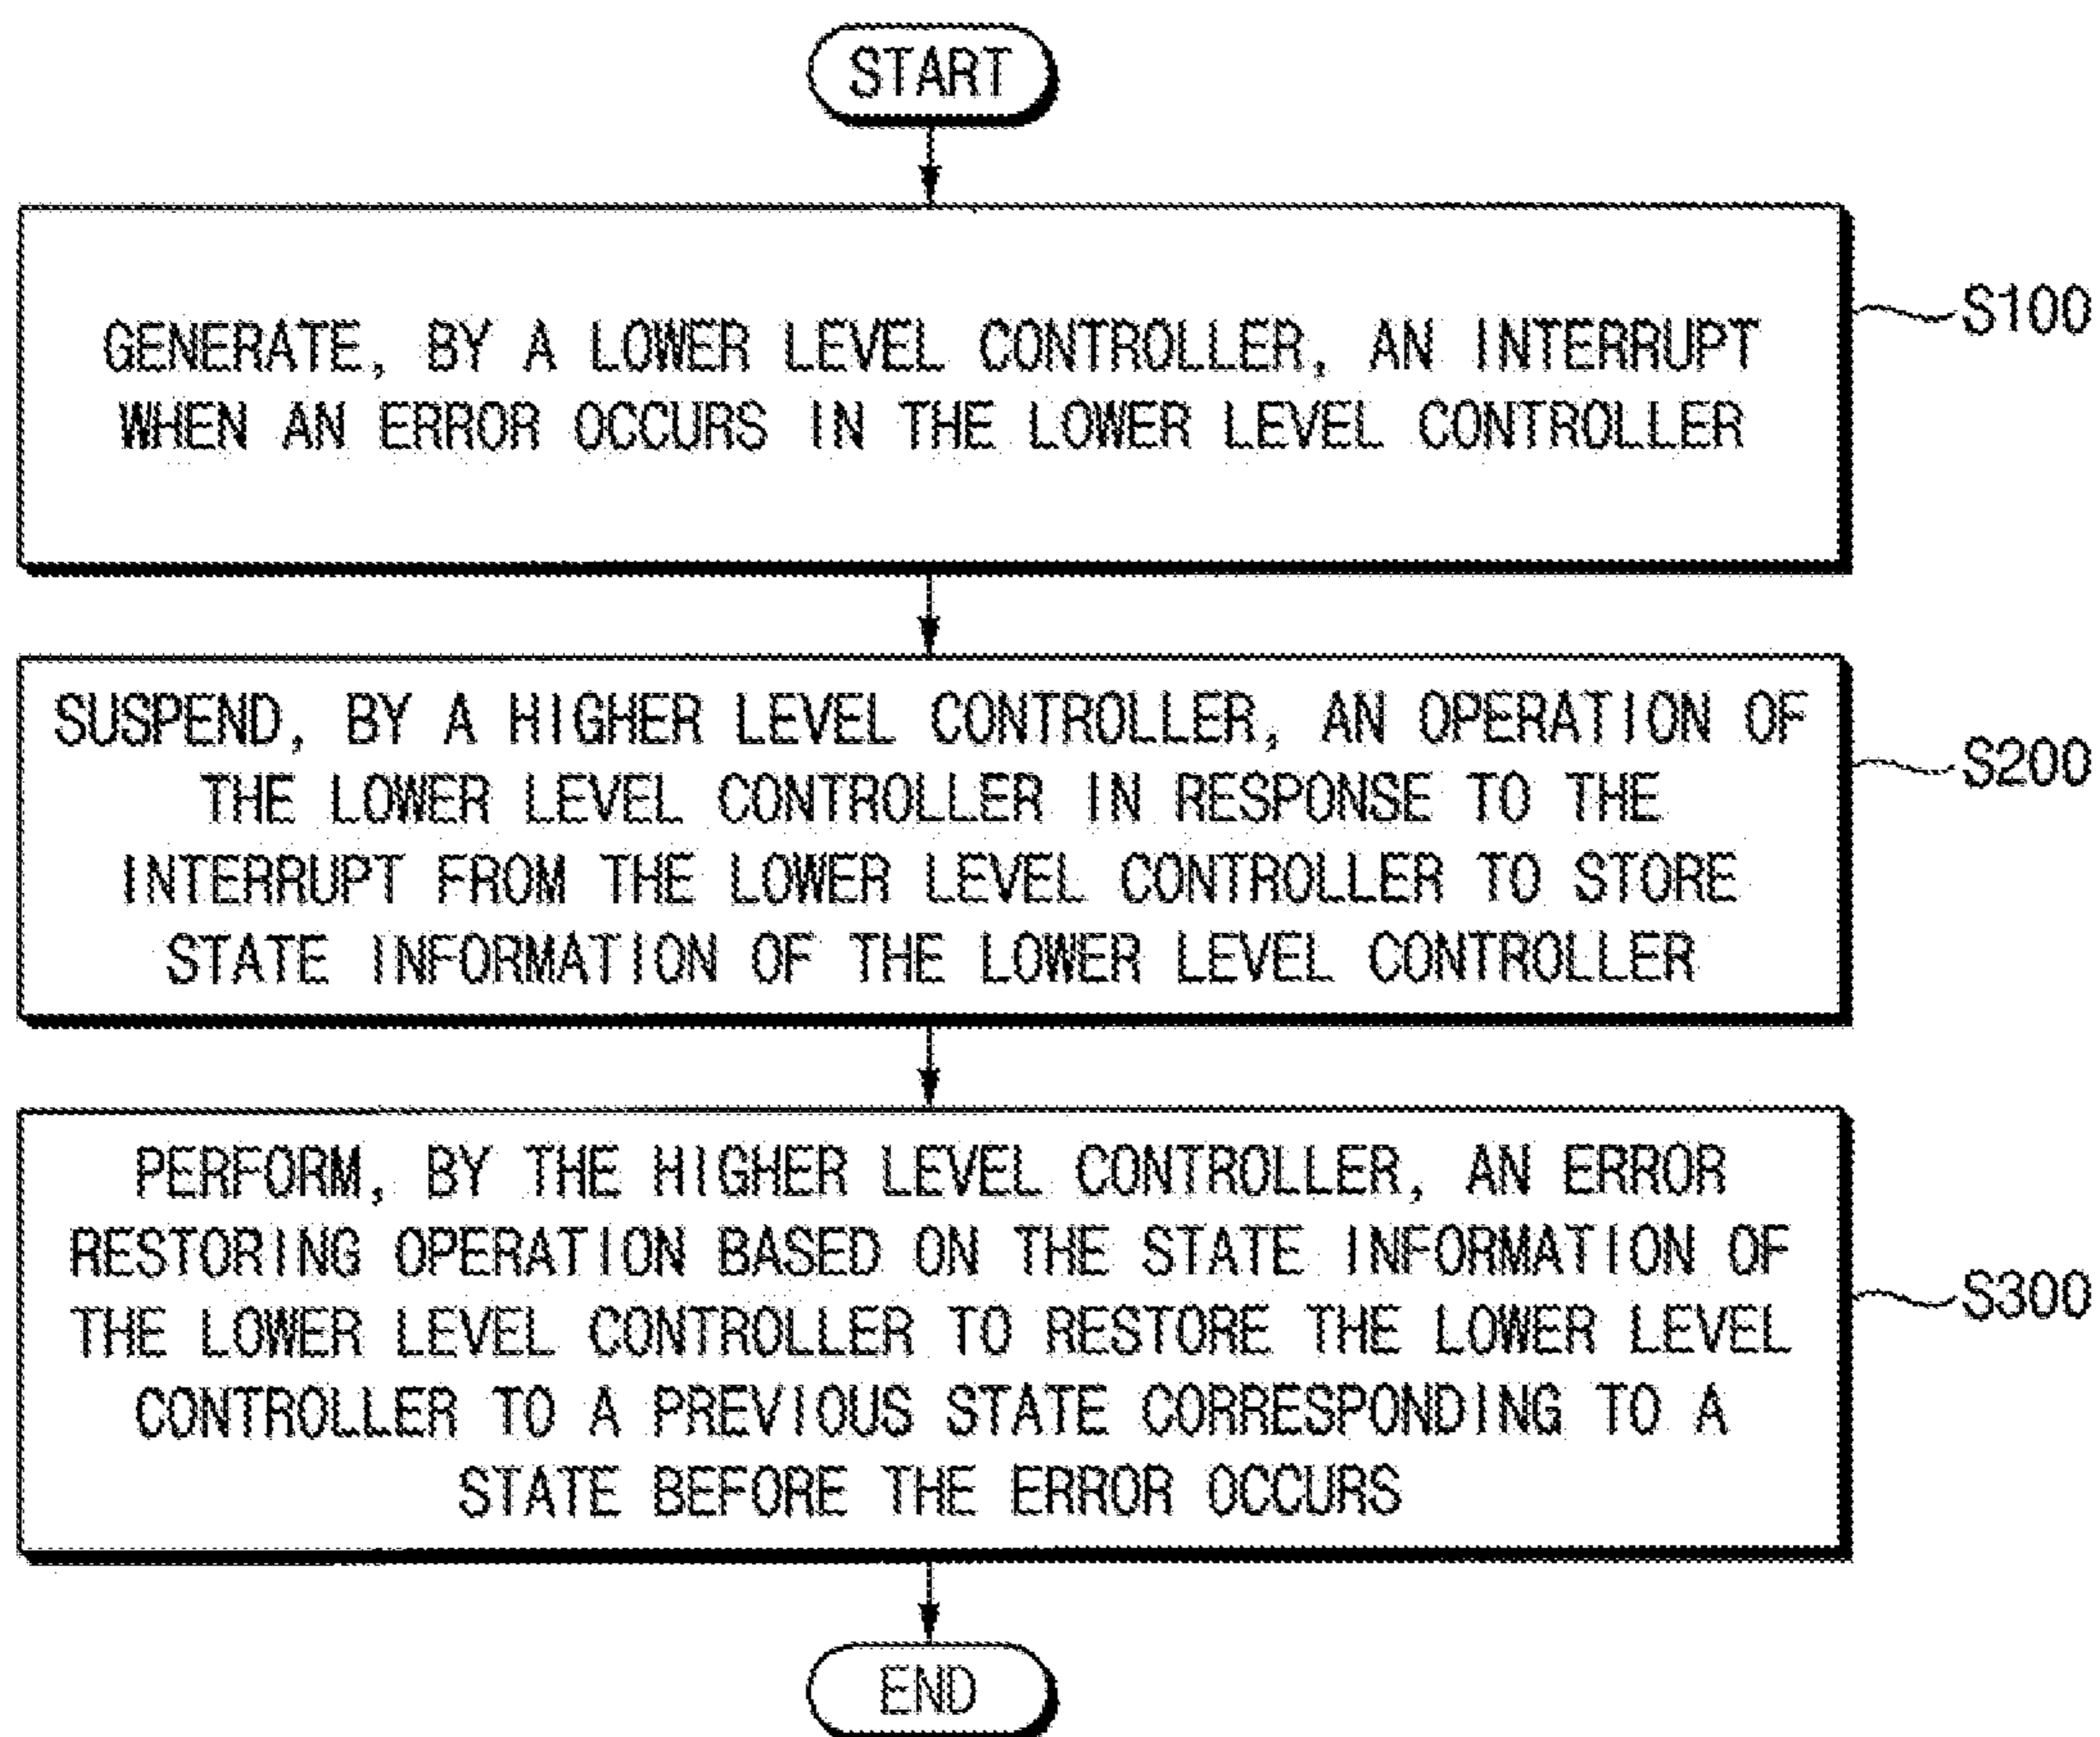 START
GENERATE, BY A LOWER LEVEL CONTROLLER, AN INTERRUPT
WHEN AN ERROR OCCURS IN THE LOWER LEVEL CONTROLLER
S100
SUSPEND, BY A HIGHER LEVEL CONTROLLER, AN OPERATION OF
THE LOWER LEVEL CONTROLLER IN RESPONSE TO THE
INTERRUPT FROM THE LOWER LEVEL CONTROLLER TO STORE
STATE INFORMATION OF THE LOWER LEVEL CONTROLLER
S200
PERFORM, BY THE HIGHER LEVEL CONTROLLER, AN ERROR
RESTORING OPERATION BASED ON THE STATE INFORMATION OF
THE LOWER LEVEL CONTROLLER TO RESTORE THE LOWER LEVEL
CONTROLLER TO A PREVIOUS STATE CORRESPONDING TO A
STATE BEFORE THE ERROR OCCURS
S300
END